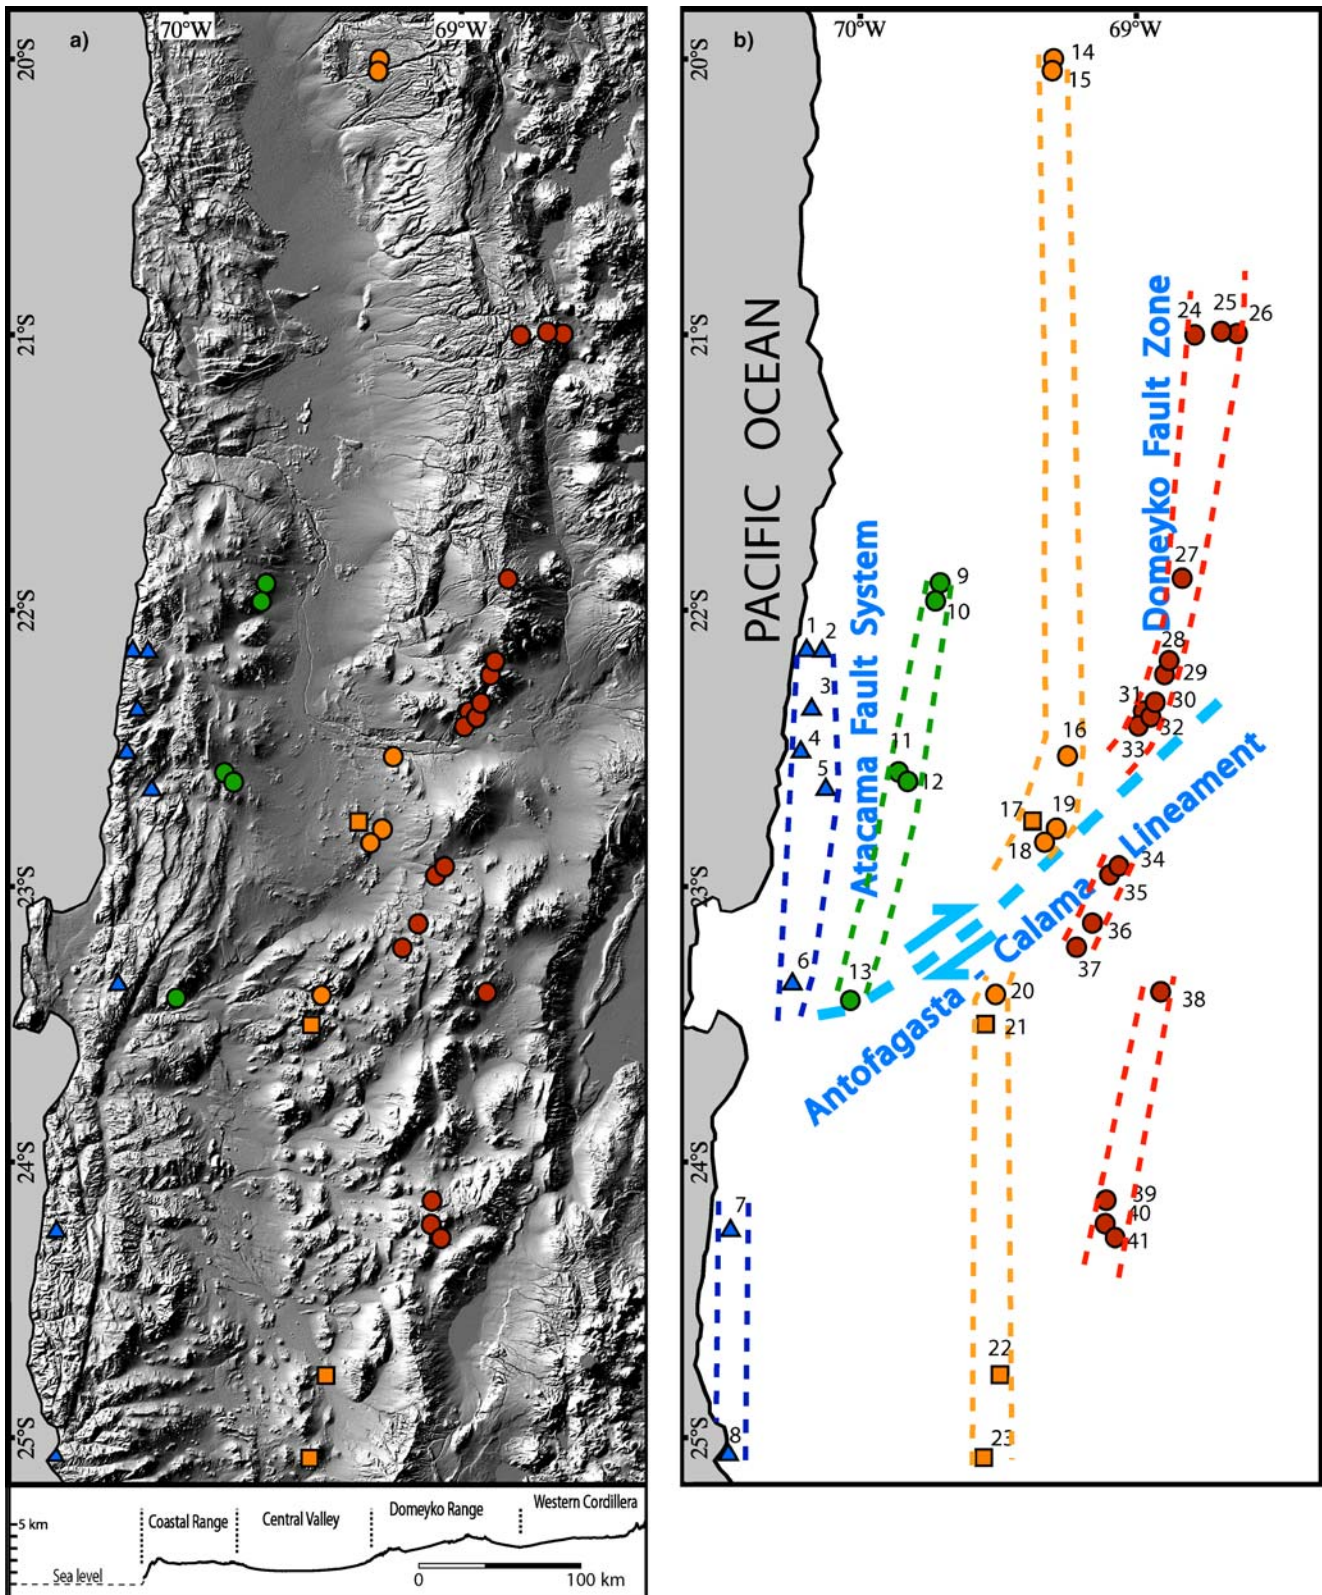 a)
70°W
69°W
20°S
21°S
22°S
23°S
24°S
25°S
5 km
Sea level
Coastal Range
Central Valley
Domeyko Range
Western Cordillera
0
100 km
b)
70°W
69°W
20°S
21°S
22°S
23°S
24°S
25°S
PACIFIC OCEAN
Atacama Fault System
Domeyko Fault Zone
Antofagasta Calama Lineament
14
15
24
25
26
27
9
10
1
2
3
4
5
28
29
30
31
32
33
11
12
16
17
18
19
34
35
36
37
6
13
20
21
38
7
39
40
41
22
8
23